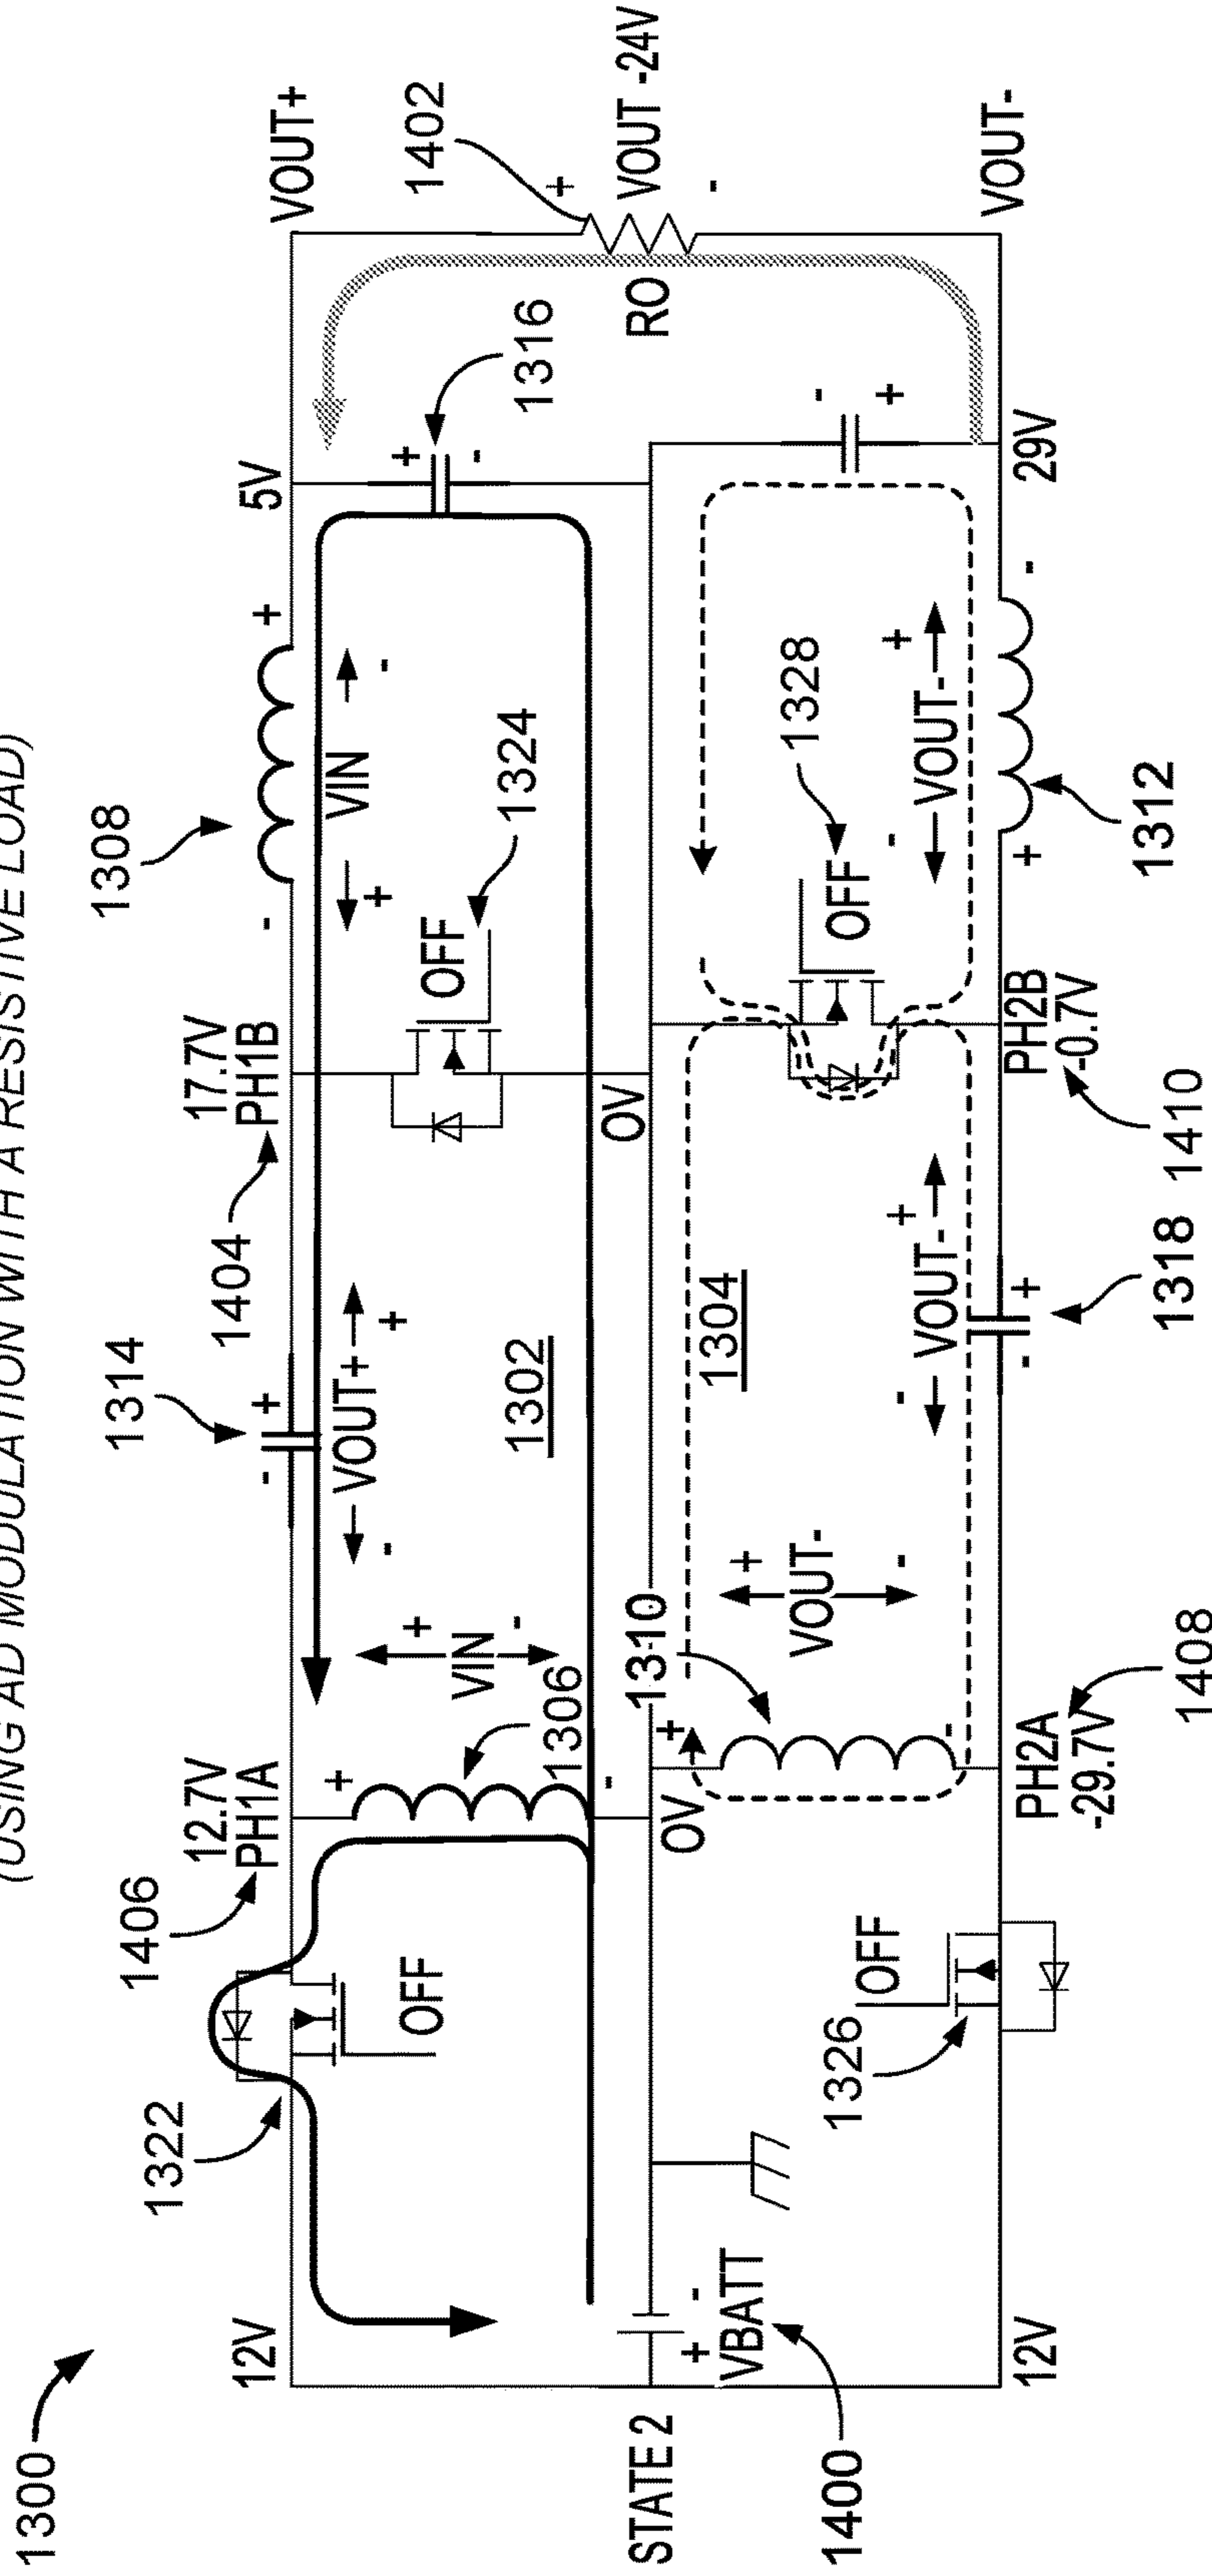 (USING AD MODULATION WITH A RESISTIVE LOAD)
1300
1322
1406
1314
1404
1308
12V
12.7V
PH1A
17.7V
PH1B
5V
VOUT+
- +
- +
VOUT+
- +
VIN
+ -
OFF
+
VIN
-
+
1306
-
1302
OFF
1324
+
-
1316
1402
STATE 2
0V
RO
+
VOUT -24V
-
1400
+ -
VBATT
0V
1310
+
-
+
VOUT-
-
1304
- +
VOUT-
OFF
1328
- +
VOUT-
-
+
1326
OFF
12V
PH2A
-29.7V
1408
- +
1318
PH2B
-0.7V
1410
+ -
1312
29V
VOUT-